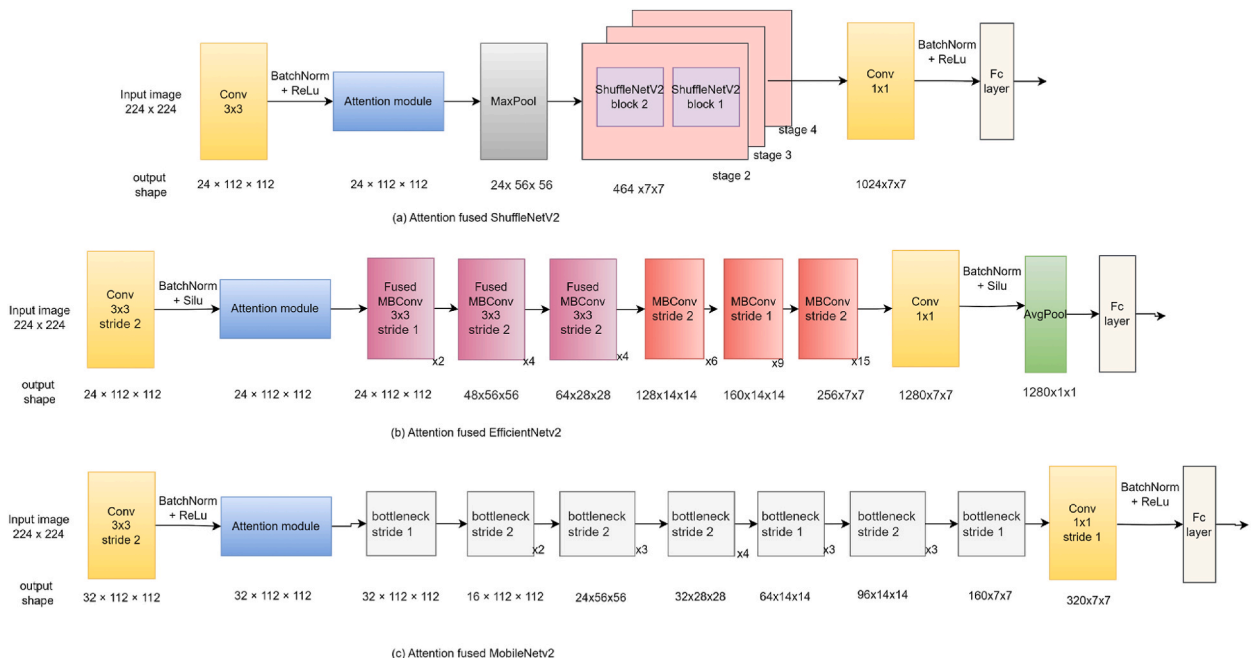 Input image
224 x 224
Conv
3x3
BatchNorm
+ ReLu
Attention module
MaxPool
ShuffleNetV2
block 2
ShuffleNetV2
block 1
stage 4
stage 3
stage 2
Conv
1x1
BatchNorm
+ ReLU
Fc
layer
output
shape
24 × 112 × 112
24 × 112 × 112
24x 56x 56
464 x7x7
1024x7x7
(a) Attention fused ShuffleNetV2
Input image
224 x 224
Conv
3x3
stride 2
BatchNorm
+ Silu
Attention module
Fused
MBConv
3x3
stride 1
x2
Fused
MBConv
3x3
stride 2
x4
Fused
MBConv
3x3
stride 2
x4
MBConv
stride 2
x6
MBConv
stride 1
x9
MBConv
stride 2
x15
Conv
1x1
BatchNorm
+ Silu
AvgPool
Fc
layer
output
shape
24 × 112 × 112
24 × 112 × 112
24 × 112 × 112
48x56x56
64x28x28
128x14x14
160x14x14
256x7x7
1280x7x7
1280x1x1
(b) Attention fused EfficientNetv2
Input image
224 x 224
Conv
3x3
stride 2
BatchNorm
+ReLU
Attention module
bottleneck
stride 1
bottleneck
stride 2
x2
bottleneck
stride 2
x3
bottleneck
stride 2
x4
bottleneck
stride 1
x3
bottleneck
stride 2
x3
bottleneck
stride 1
Conv
1x1
stride 1
BatchNorm
+ ReLu
Fc
layer
output
shape
32 × 112 × 112
32 × 112 × 112
32 × 112 × 112
16 × 112 × 112
24x56x56
32x28x28
64x14x14
96x14x14
160x7x7
320x7x7
(c) Attention fused MobileNetv2